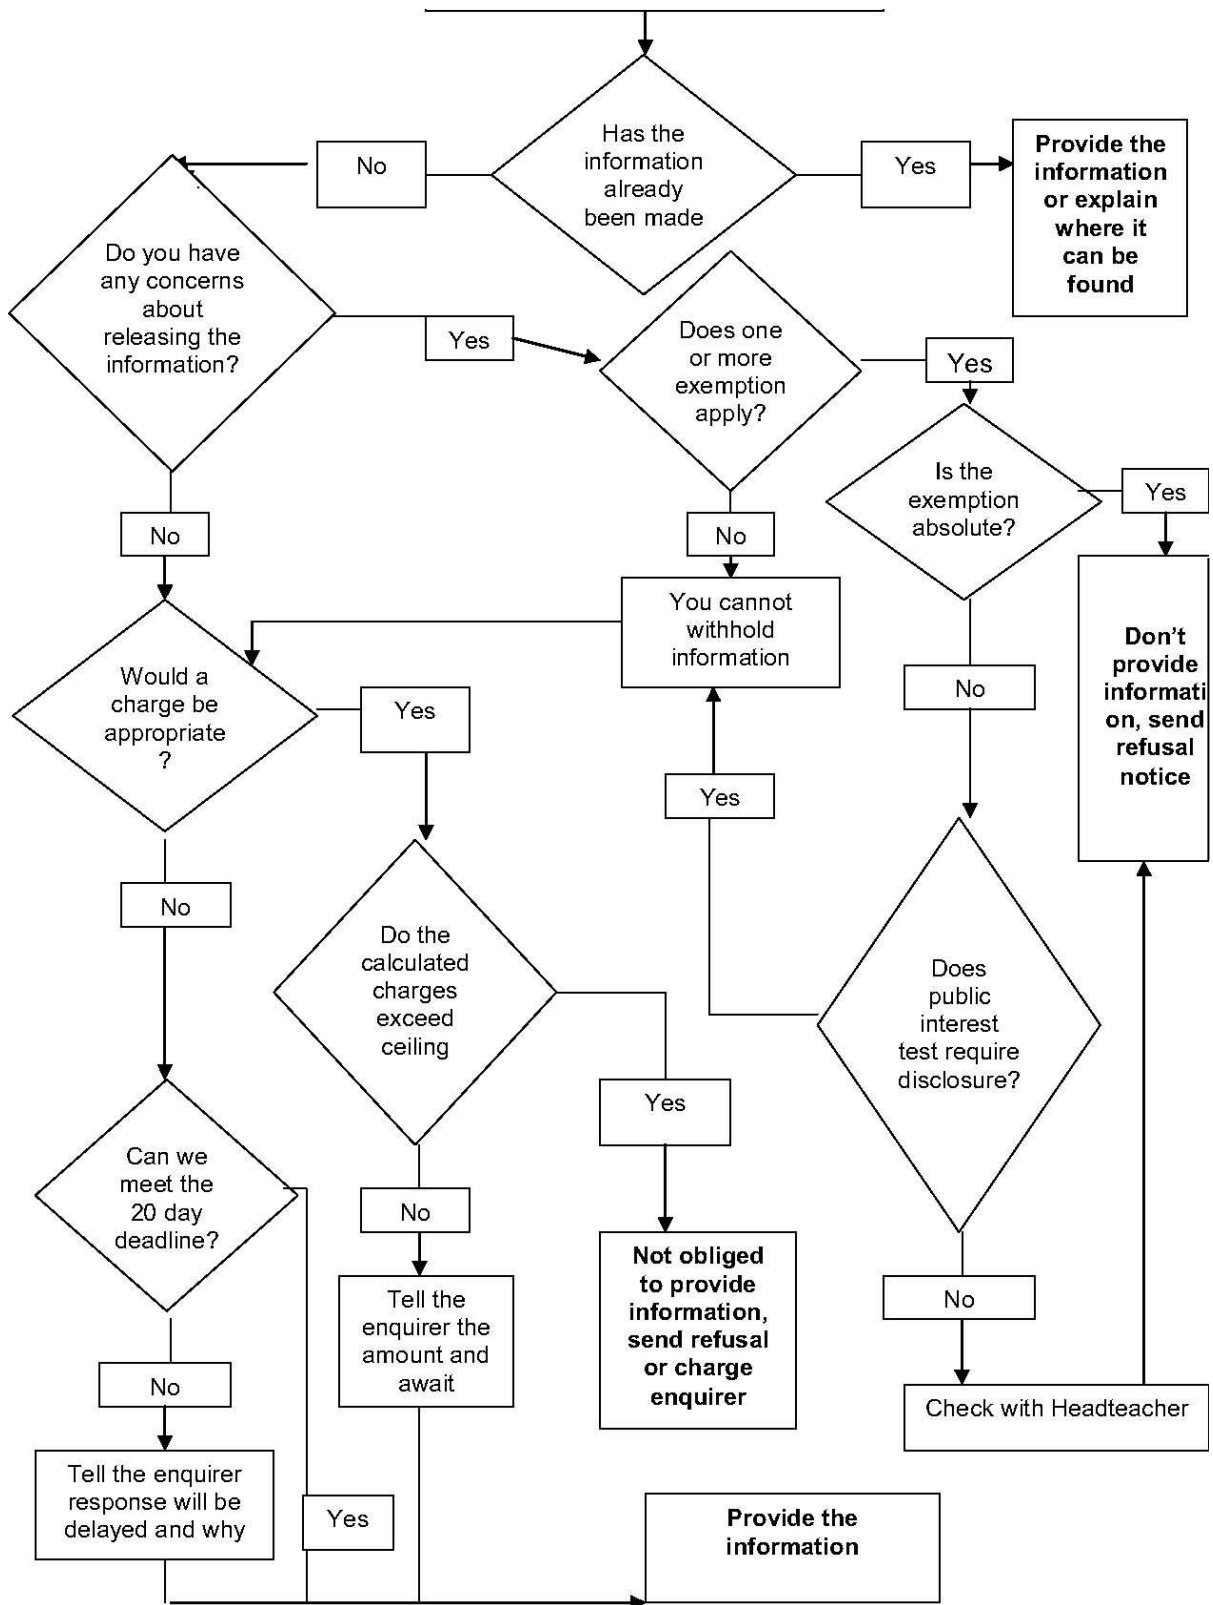 Has the
information
already
been made
No
Yes
Provide the
information
or explain
where it
can be
found
Do you have
any concerns
about
releasing the
information?
Yes
Does one
or more
exemption
apply?
Yes
Is the
exemption
absolute?
Yes
No
No
You cannot
withhold
information
Don't
provide
informati
on, send
refusal
notice
No
Would a
charge be
appropriate
?
Yes
Yes
No
Do the
calculated
charges
exceed
ceiling
Does
public
interest
test require
disclosure?
Yes
Can we
meet the
20 day
deadline?
No
Not obliged
to provide
information,
send refusal
or charge
enquirer
No
Tell the
enquirer the
amount and
await
No
Check with Headteacher
Tell the enquirer
response will be
delayed and why
Yes
Provide the
information